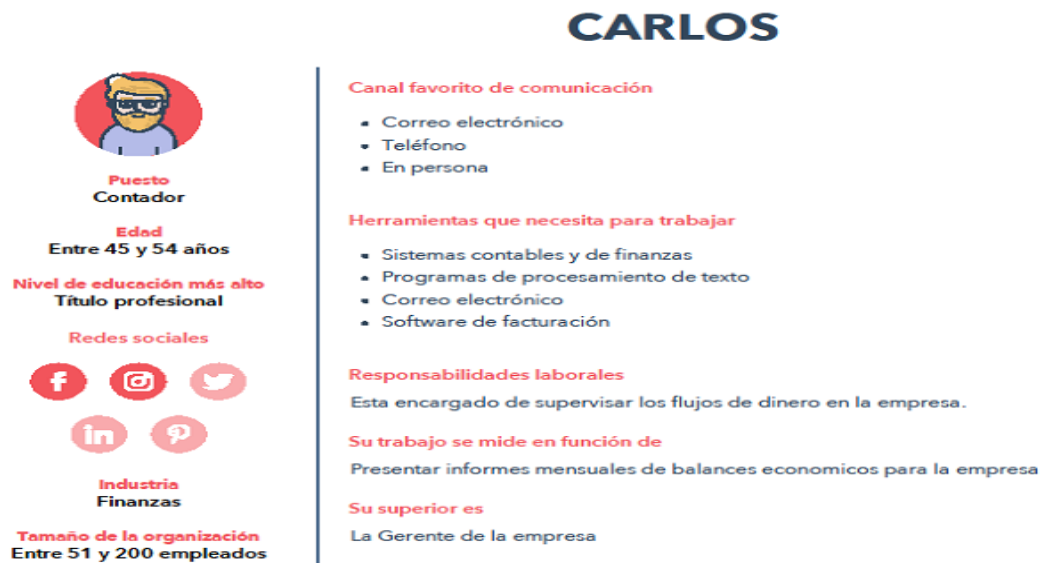 CARLOS
Puesto
Contador
Edad
Entre 45 y 54 años
Nivel de educación más alto
Título profesional
Redes sociales
f
in
Industria
Finanzas
Tamaño de la organización
Entre 51 y 200 empleados
Canal favorito de comunicación
Correo electrónico
Teléfono
En persona
Herramientas que necesita para trabajar
Sistemas contables y de finanzas
Programas de procesamiento de texto
Correo electrónico
Software de facturación
Responsabilidades laborales
Esta encargado de supervisar los flujos de dinero en la empresa.
Su trabajo se mide en función de
Presentar informes mensuales de balances economicos para la empresa
Su superior es
La Gerente de la empresa